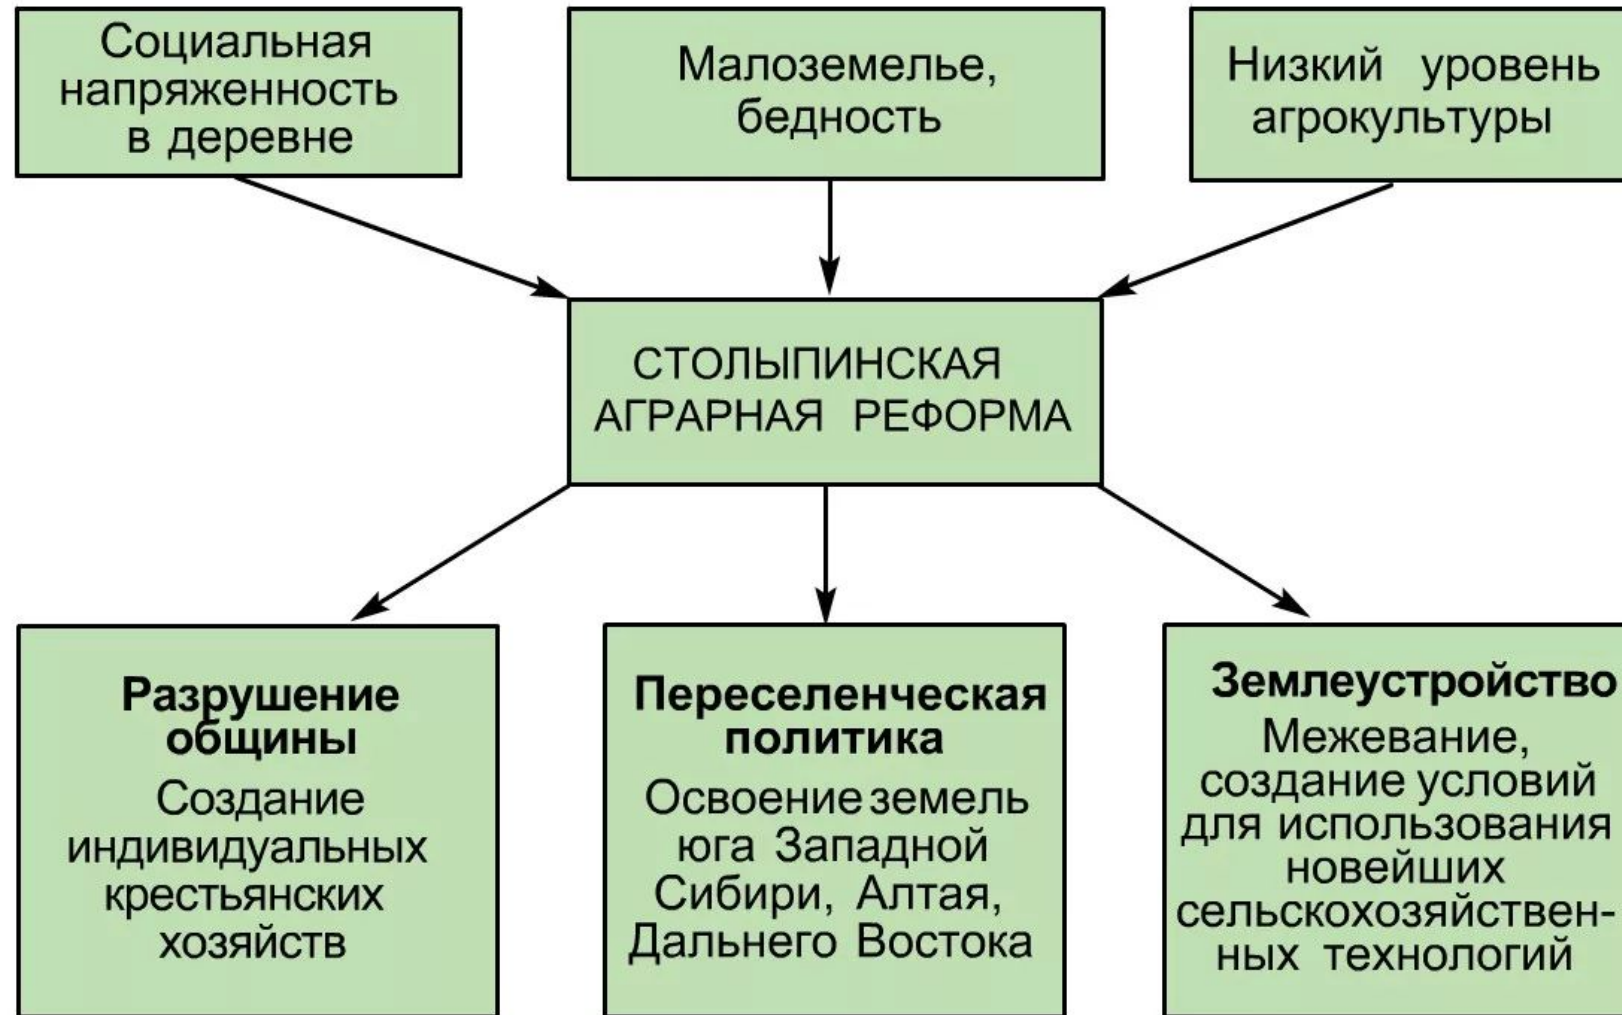 Социальная
напряженность
в деревне
Малоземелье,
бедность
Низкий уровень
агрокультуры
СТОЛЫПИНСКАЯ
АГРАРНАЯ РЕФОРМА
Разрушение
общины
Создание
индивидуальных
крестьянских
хозяйств
Переселенческая
политика
Освоение земель
юга Западной
Сибири, Алтая,
Дальнего Востока
Землеустройство
Межевание,
создание условий
для использования
новейших
сельскохозяйствен-
ных технологий